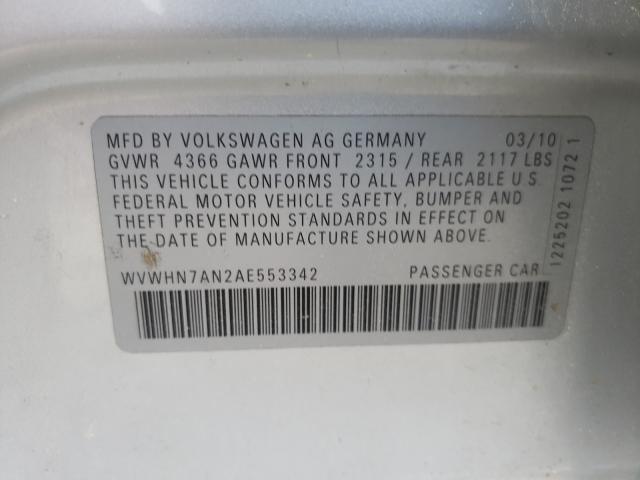 MFD BY VOLKSWAGEN AG GERMANY 03/10
GVWR 4366 GAWR FRONT 2315 / REAR 2117 LBS
THIS VEHICLE CONFORMS TO ALL APPLICABLE U S
FEDERAL MOTOR VEHICLE SAFETY, BUMPER AND
THEFT PREVENTION STANDARDS IN EFFECT ON
THE DATE OF MANUFACTURE SHOWN ABOVE.
WVWHN7AN2AE553342 PASSENGER CAR
1225202 1072 1